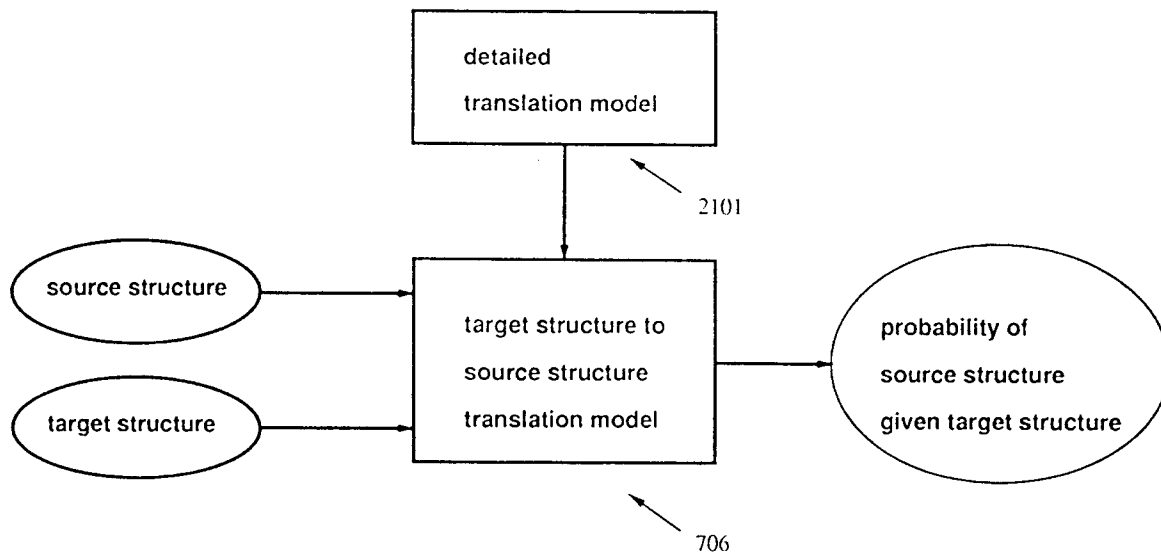 detailed
translation model
2101
source structure
target structure
target structure to
source structure
translation model
probability of
source structure
given target structure
706